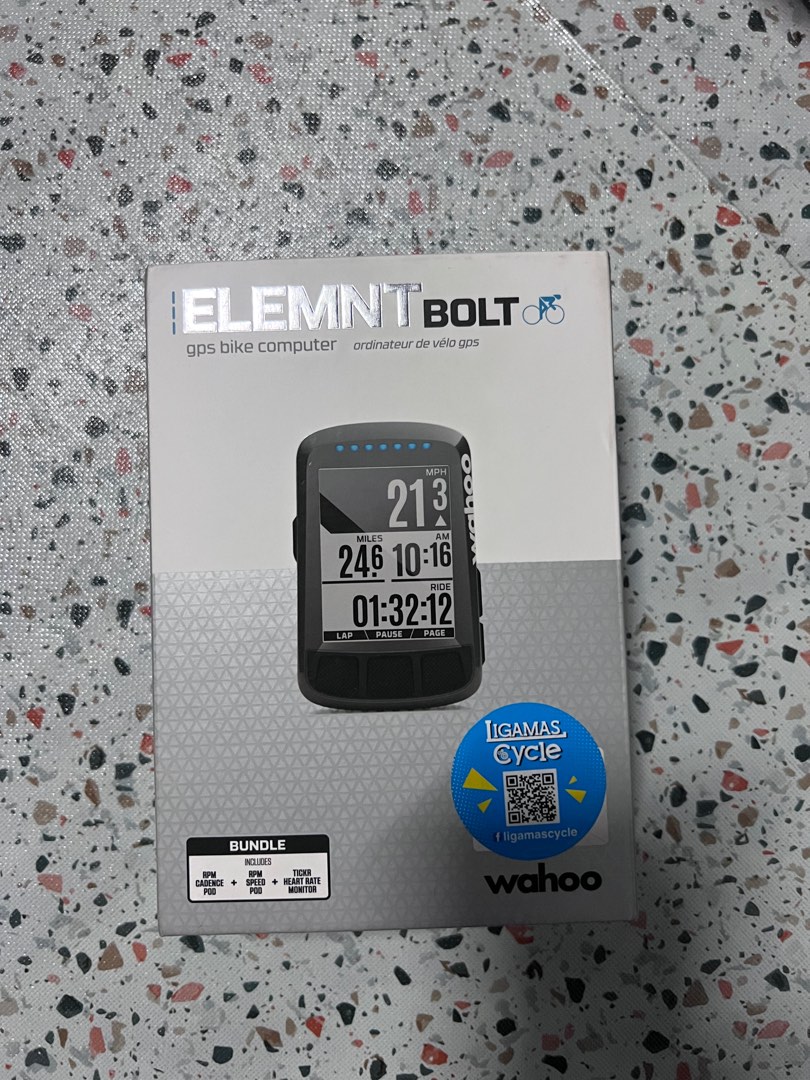 ELEMNT BOLT
gps bike computer ordinateur de vélo gps
MPH
21.3
MILES AM
24.6 10:16
RIDE
01:32:12
LAP PAUSE PAGE
wahoo
LIGAMAS
Cycle
f ligamascycle
BUNDLE
INCLUDES
RPM CADENCE POD + RPM SPEED POD + TICKR HEART RATE MONITOR
wahoo